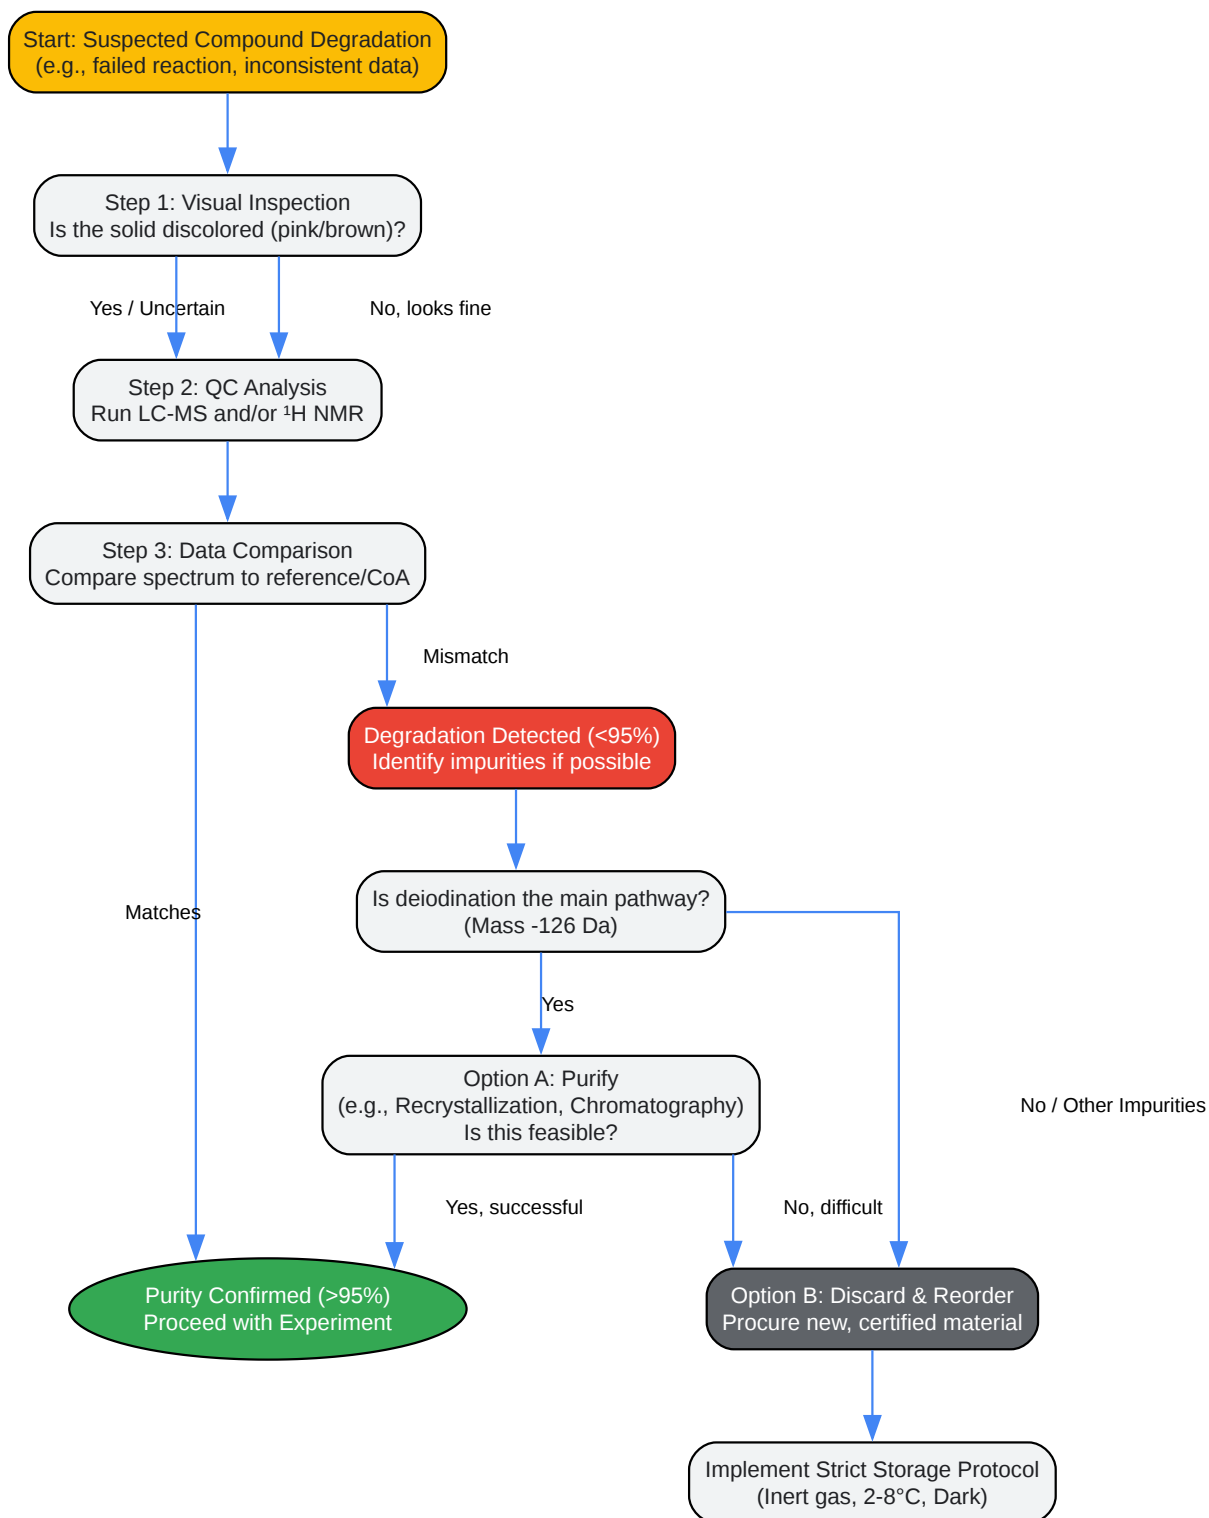 Start: Suspected Compound Degradation
(e.g., failed reaction, inconsistent data)
Step 1: Visual Inspection
Is the solid discolored (pink/brown)?
Yes / Uncertain
No, looks fine
Step 2: QC Analysis
Run LC-MS and/or ¹H NMR
Step 3: Data Comparison
Compare spectrum to reference/CoA
Mismatch
Degradation Detected (<95%)
Identify impurities if possible
Is deiodination the main pathway?
(Mass -126 Da)
Matches
Yes
Option A: Purify
(e.g., Recrystallization, Chromatography)
Is this feasible?
No / Other Impurities
Yes, successful
No, difficult
Purity Confirmed (>95%)
Proceed with Experiment
Option B: Discard & Reorder
Procure new, certified material
Implement Strict Storage Protocol
(Inert gas, 2-8°C, Dark)